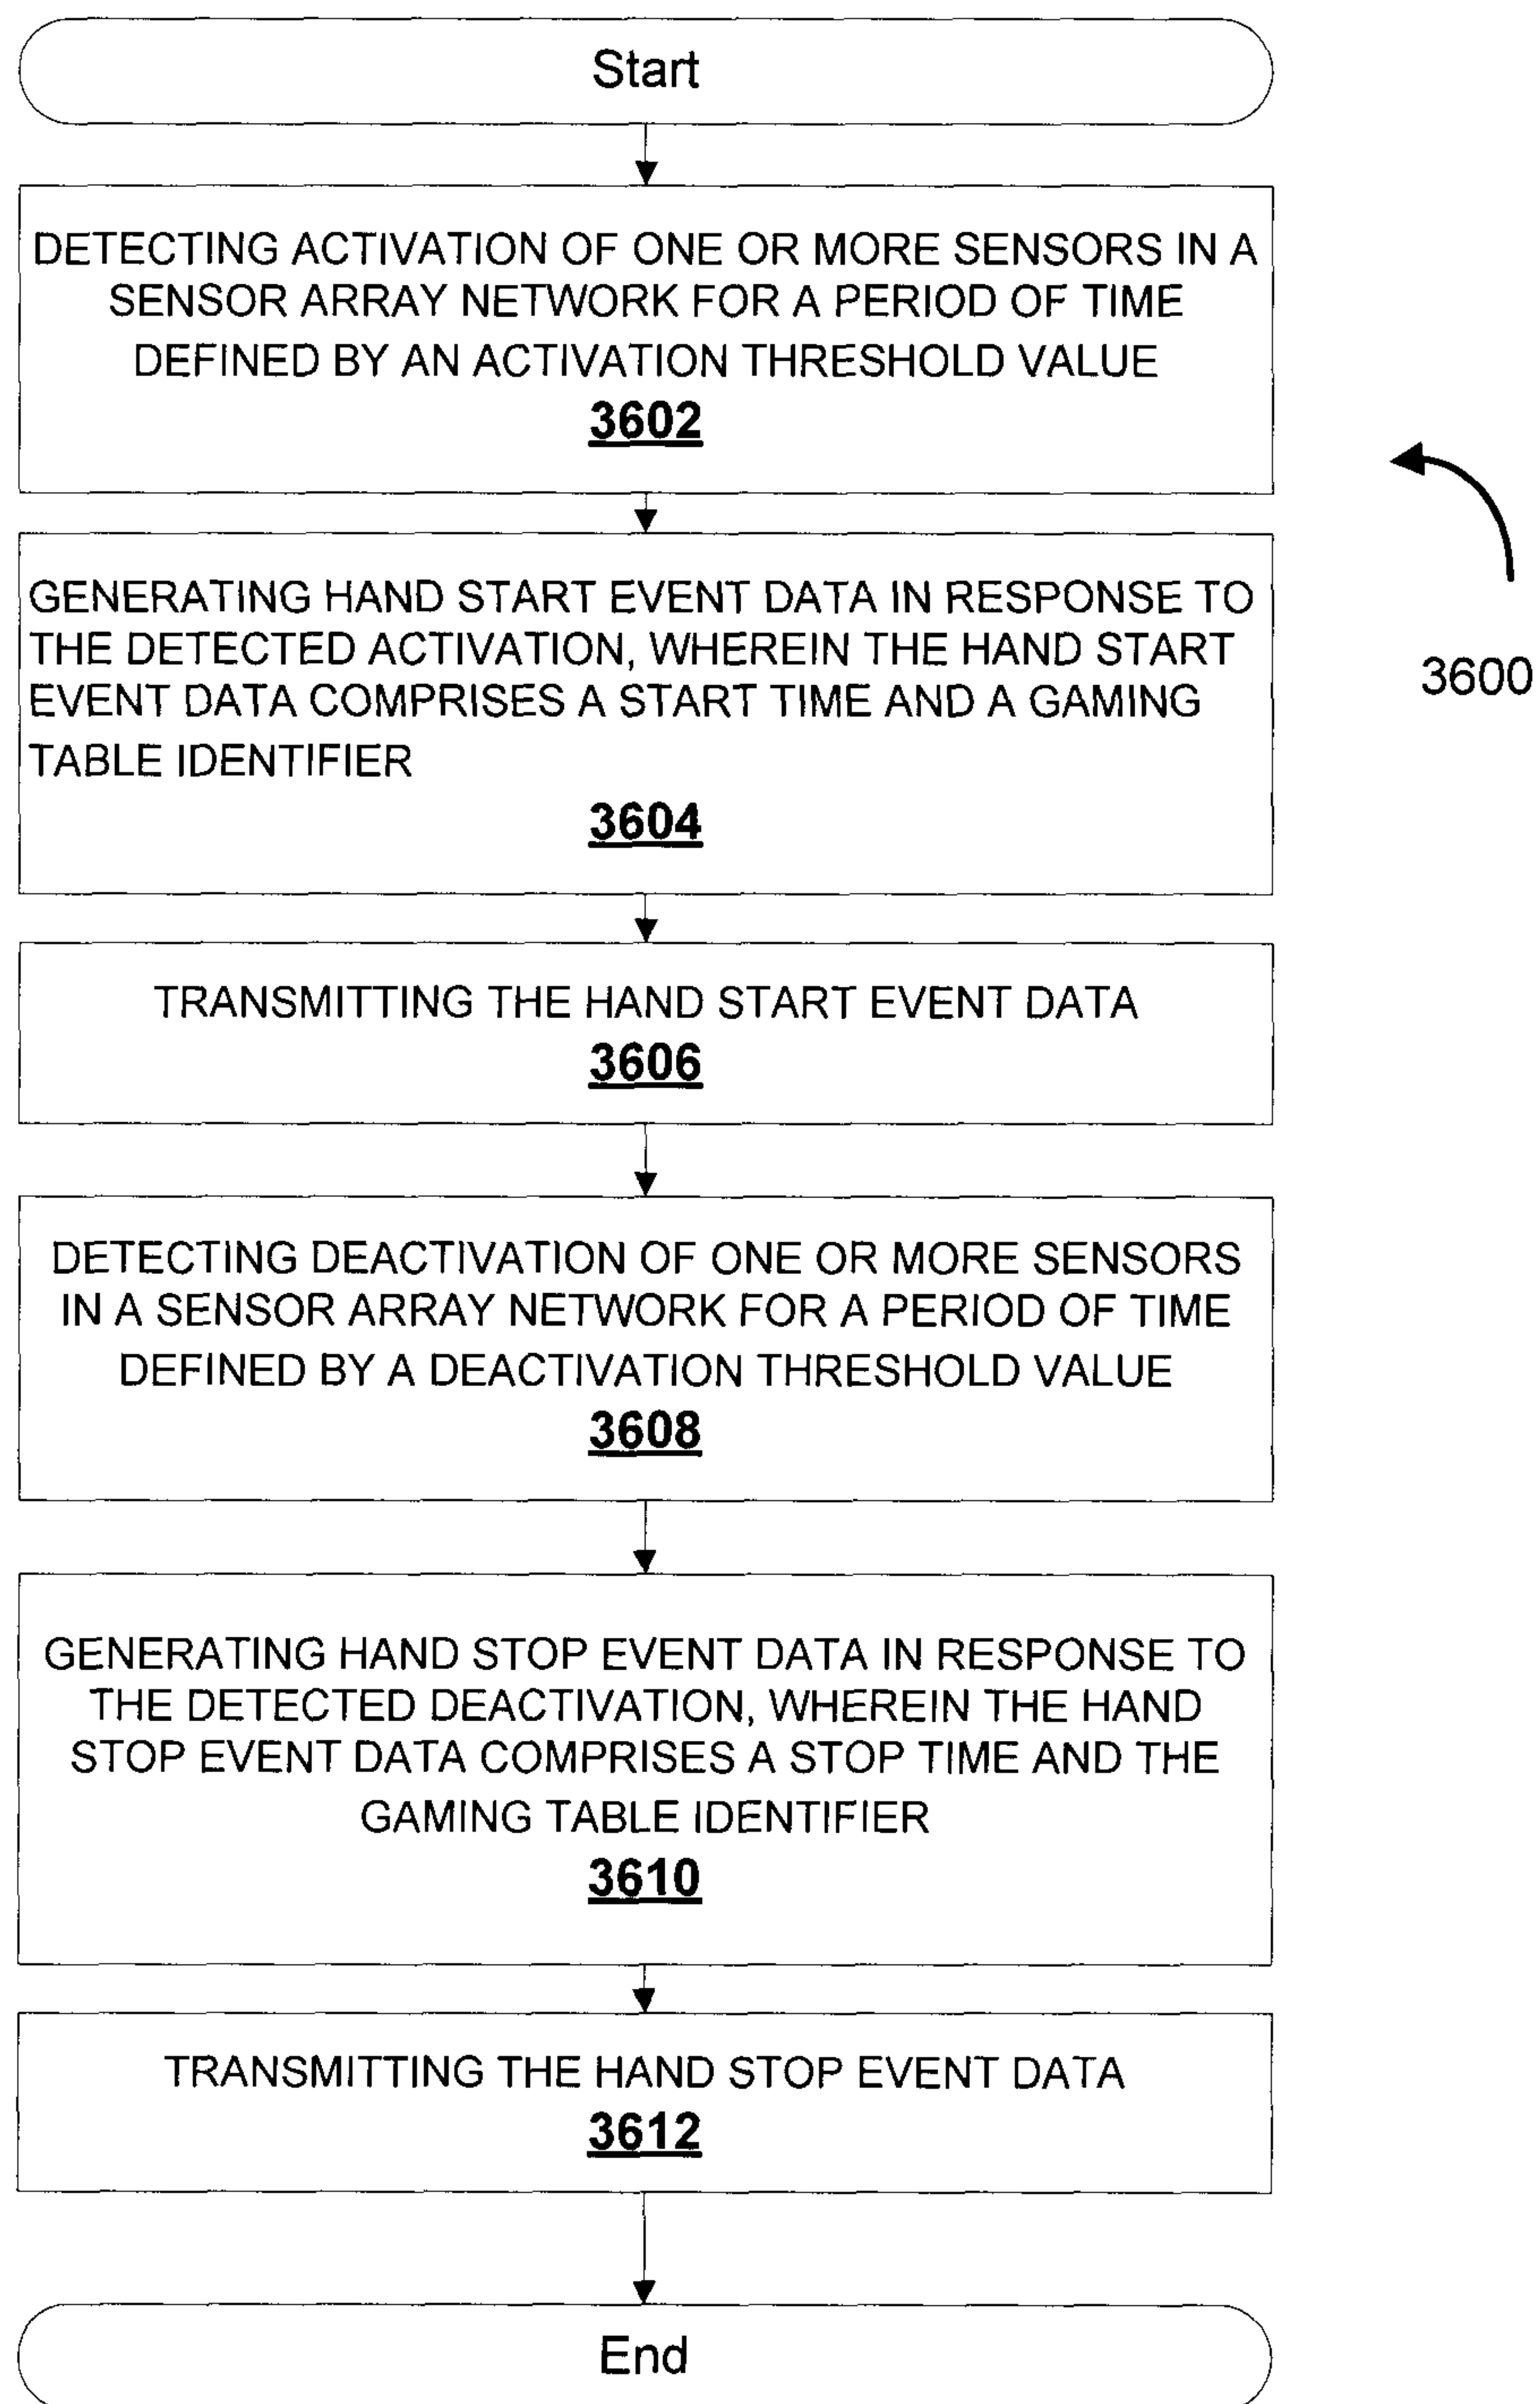 Start
DETECTING ACTIVATION OF ONE OR MORE SENSORS IN A
SENSOR ARRAY NETWORK FOR A PERIOD OF TIME
DEFINED BY AN ACTIVATION THRESHOLD VALUE
3602
GENERATING HAND START EVENT DATA IN RESPONSE TO
THE DETECTED ACTIVATION, WHEREIN THE HAND START
EVENT DATA COMPRISES A START TIME AND A GAMING
TABLE IDENTIFIER
3604
3600
TRANSMITTING THE HAND START EVENT DATA
3606
DETECTING DEACTIVATION OF ONE OR MORE SENSORS
IN A SENSOR ARRAY NETWORK FOR A PERIOD OF TIME
DEFINED BY A DEACTIVATION THRESHOLD VALUE
3608
GENERATING HAND STOP EVENT DATA IN RESPONSE TO
THE DETECTED DEACTIVATION, WHEREIN THE HAND
STOP EVENT DATA COMPRISES A STOP TIME AND THE
GAMING TABLE IDENTIFIER
3610
TRANSMITTING THE HAND STOP EVENT DATA
3612
End